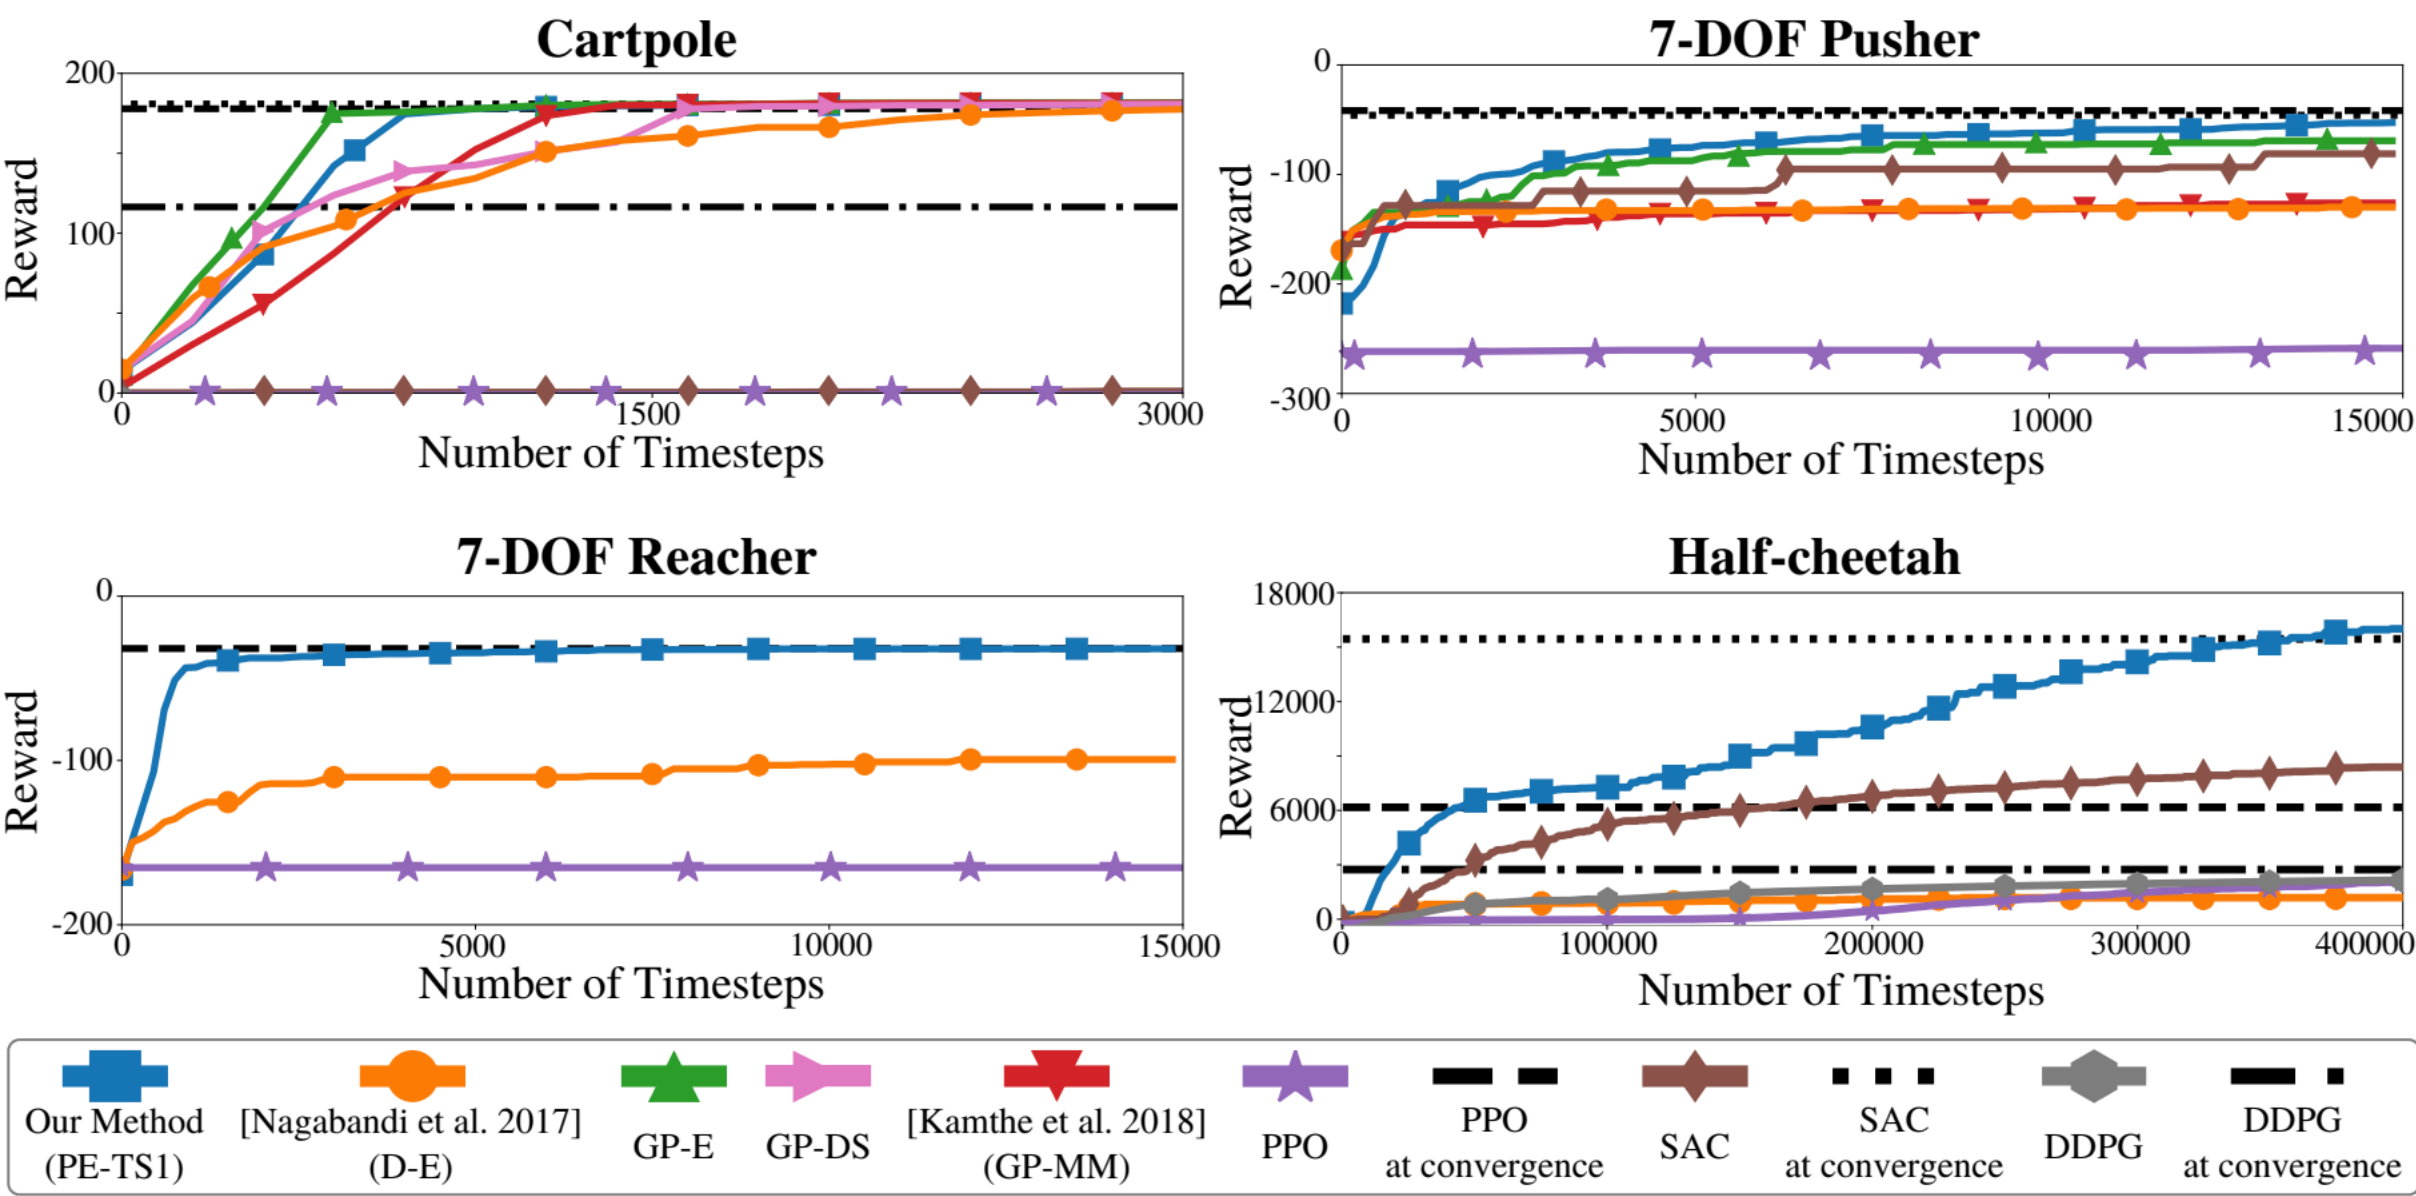 Cartpole
200
100
0
Reward
0 1500 3000
Number of Timesteps
7-DOF Pusher
0
-100
-200
-300
Reward
0 5000 10000 15000
Number of Timesteps
7-DOF Reacher
0
-100
-200
Reward
0 5000 10000 15000
Number of Timesteps
Half-cheetah
18000
12000
6000
0
Reward
0 100000 200000 300000 400000
Number of Timesteps
Our Method
(PE-TS1)
[Nagabandi et al. 2017]
(D-E)
GP-E
GP-DS
[Kamthe et al. 2018]
(GP-MM)
PPO
PPO
at convergence
SAC
SAC
at convergence
DDPG
DDPG
at convergence